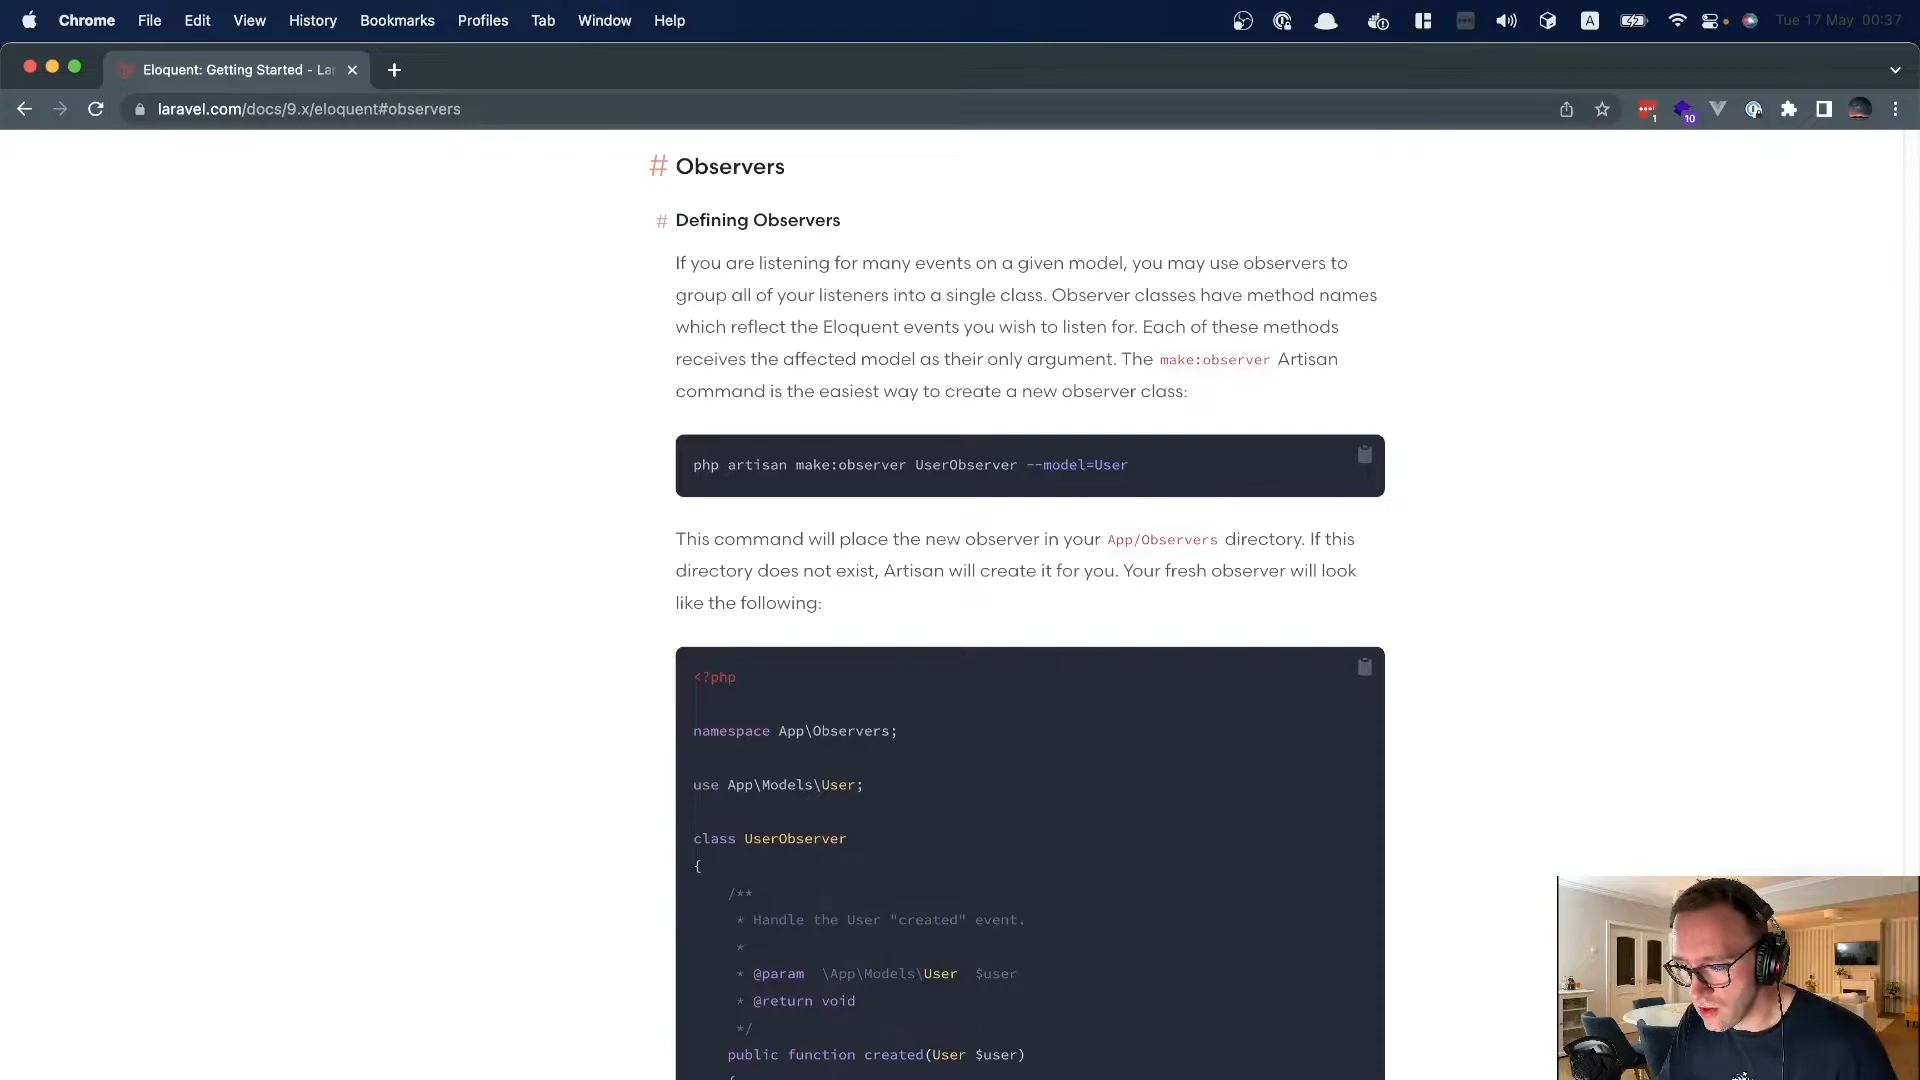 Chrome File Edit View History Bookmarks Profiles Tab Window Help A Tue 17 May 00:37
Eloquent: Getting Started - Lar
laravel.com/docs/9.x/eloquent#observers 1 10
# Observers
# Defining Observers
If you are listening for many events on a given model, you may use observers to
group all of your listeners into a single class. Observer classes have method names
which reflect the Eloquent events you wish to listen for. Each of these methods
receives the affected model as their only argument. The make:observer Artisan
command is the easiest way to create a new observer class:
php artisan make:observer UserObserver --model=User
This command will place the new observer in your App/Observers directory. If this
directory does not exist, Artisan will create it for you. Your fresh observer will look
like the following:
<?php
namespace App\Observers;
use App\Models\User;
class UserObserver
{
/**
* Handle the User "created" event.
*
* @param \App\Models\User $user
* @return void
*/
public function created(User $user)
{